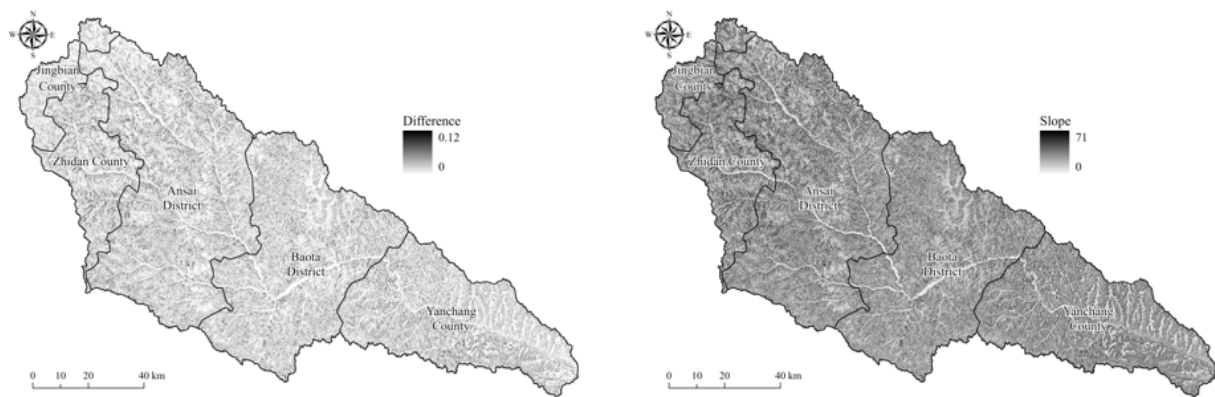 N
W E
S
Jingbian
County
Zhidan County
Ansai
District
Baota
District
Yanchang
County
Difference
0.12
0
0 10 20 40 km
N
W E
S
Jingbian
County
Zhidan County
Ansai
District
Baota
District
Yanchang
County
Slope
71
0
0 10 20 40 km